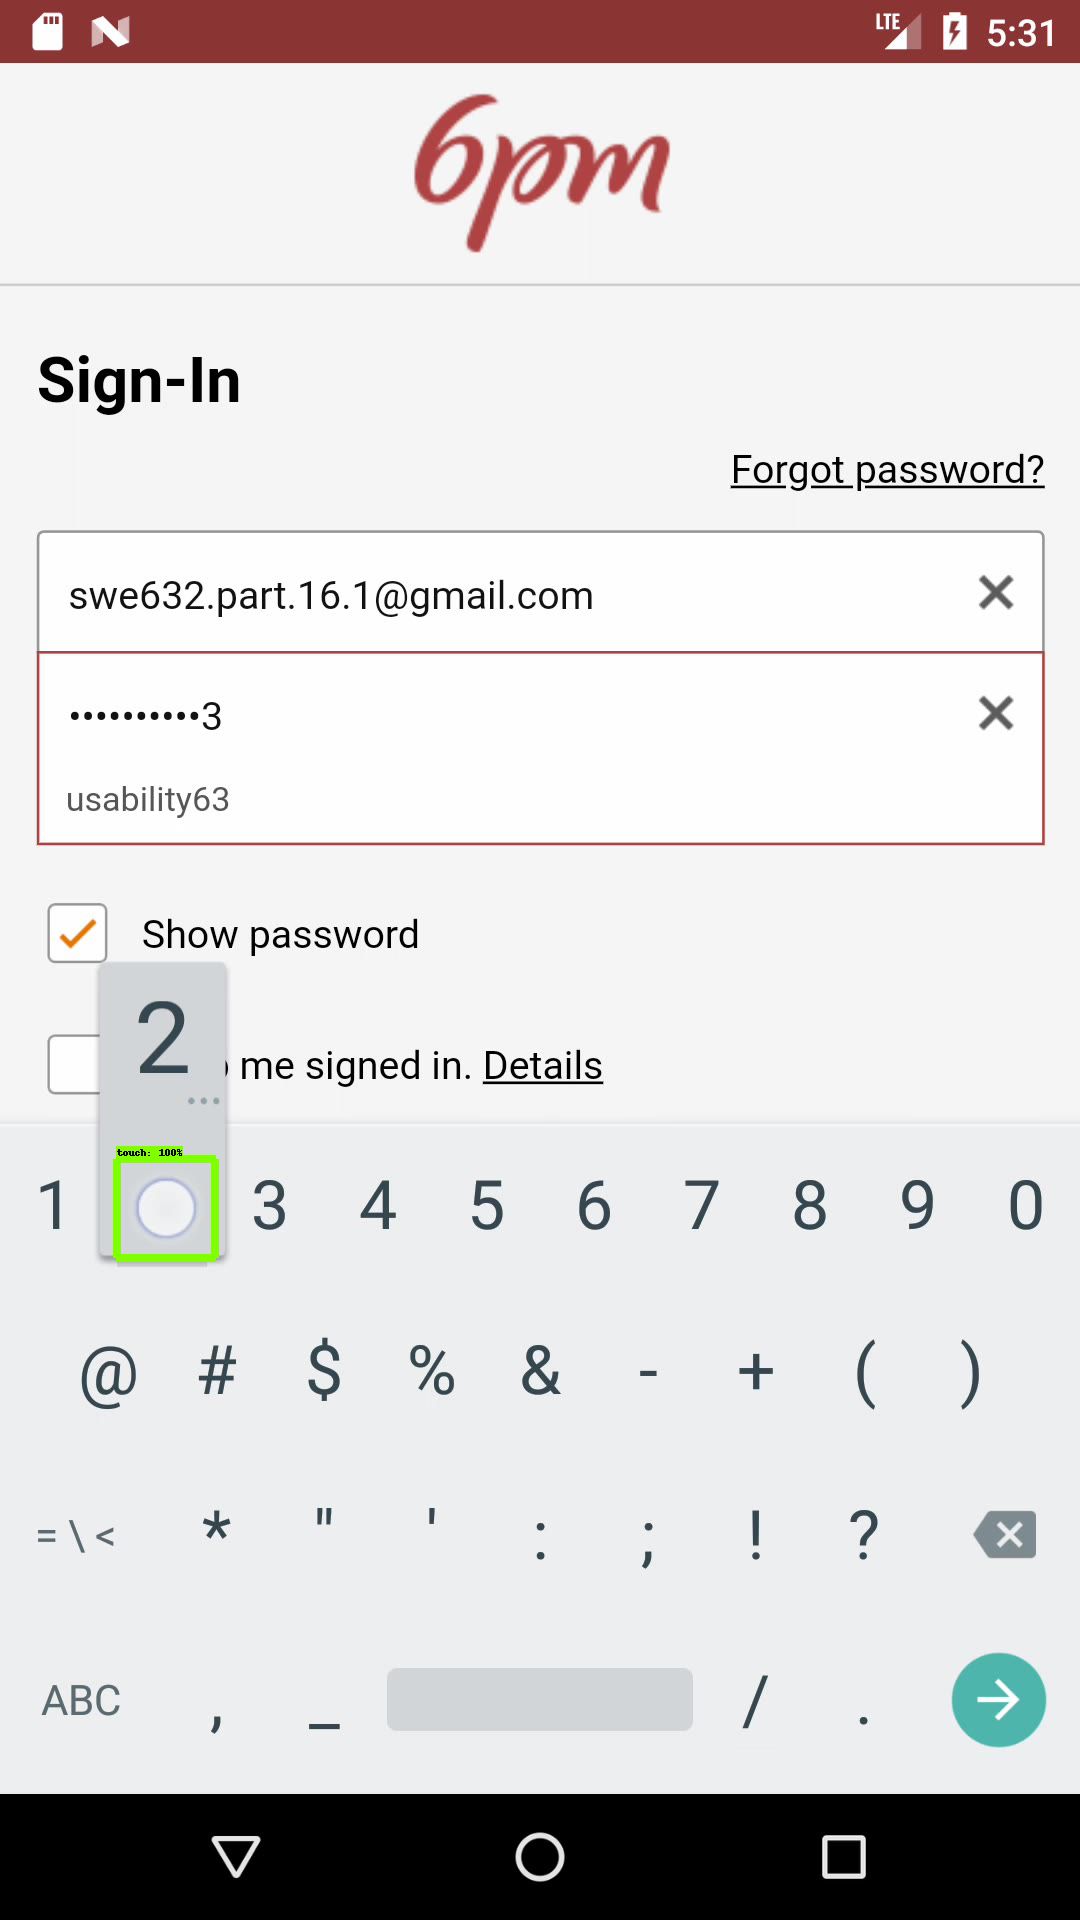 LTE 5:31
6pm
Sign-In
Forgot password?
swe632.part.16.1@gmail.com
••••••••••3
usability63
Show password
2
me signed in. Details
touch: 100%
1 3 4 5 6 7 8 9 0
@ # $ % & - + ( )
= \ < * " ' : ; ! ?
ABC , _ / .